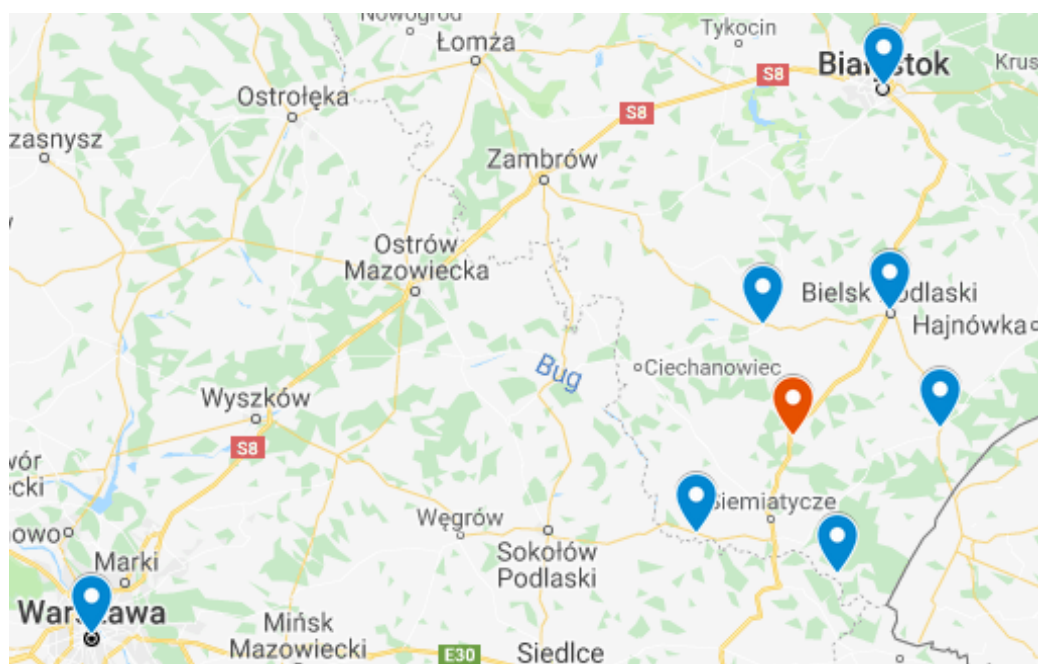 Nowogród
Łomża
Tykocin
S8
Białystok
Krus
Ostrołęka
S8
zasnysz
Zambrów
Ostrów
Mazowiecka
Bielsk Podlaski
Hajnówka
Bug
Ciechanowiec
Wyszków
S8
wór
ecki
Węgrów
Siemiatycze
nowo
Sokołów
Podlaski
Marki
Warszawa
Mińsk
Mazowiecki
E30
Siedlce